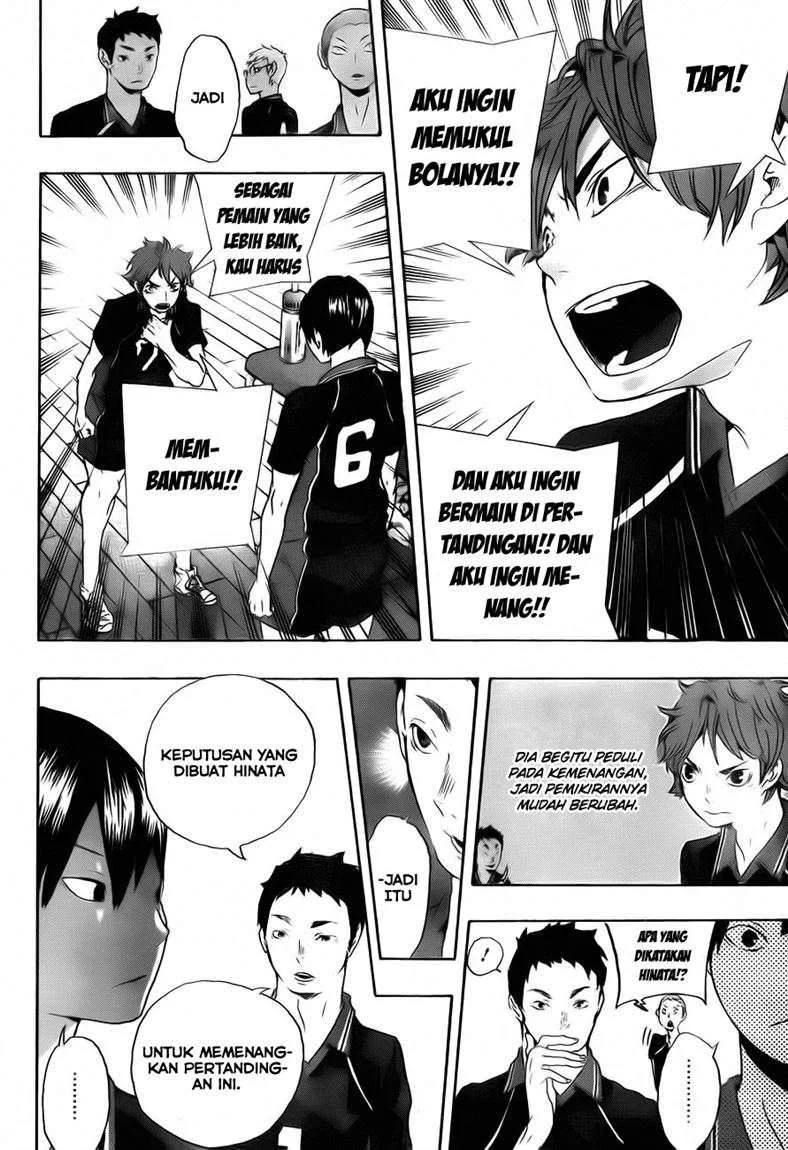 TAPI!
AKU INGIN
MEMUKUL
BOLANYA!!
DAN AKU INGIN
BERMAIN DI PER-
TANDINGAN!! DAN
AKU INGIN ME-
NANG!!
JADI
SEBAGAI
PEMAIN YANG
LEBIH BAIK,
KAU HARUS
MEM-
BANTUKU!!
DIA BEGITU PEDULI
PADA KEMENANGAN,
JADI PEMIKIRANNYA
MUDAH BERUBAH.
APA YANG
DIKATAKAN
HINATA!?
........
!
-JADI
ITU
KEPUTUSAN YANG
DIBUAT HINATA
UNTUK MEMENANG-
KAN PERTANDING-
AN INI.
........
6
1